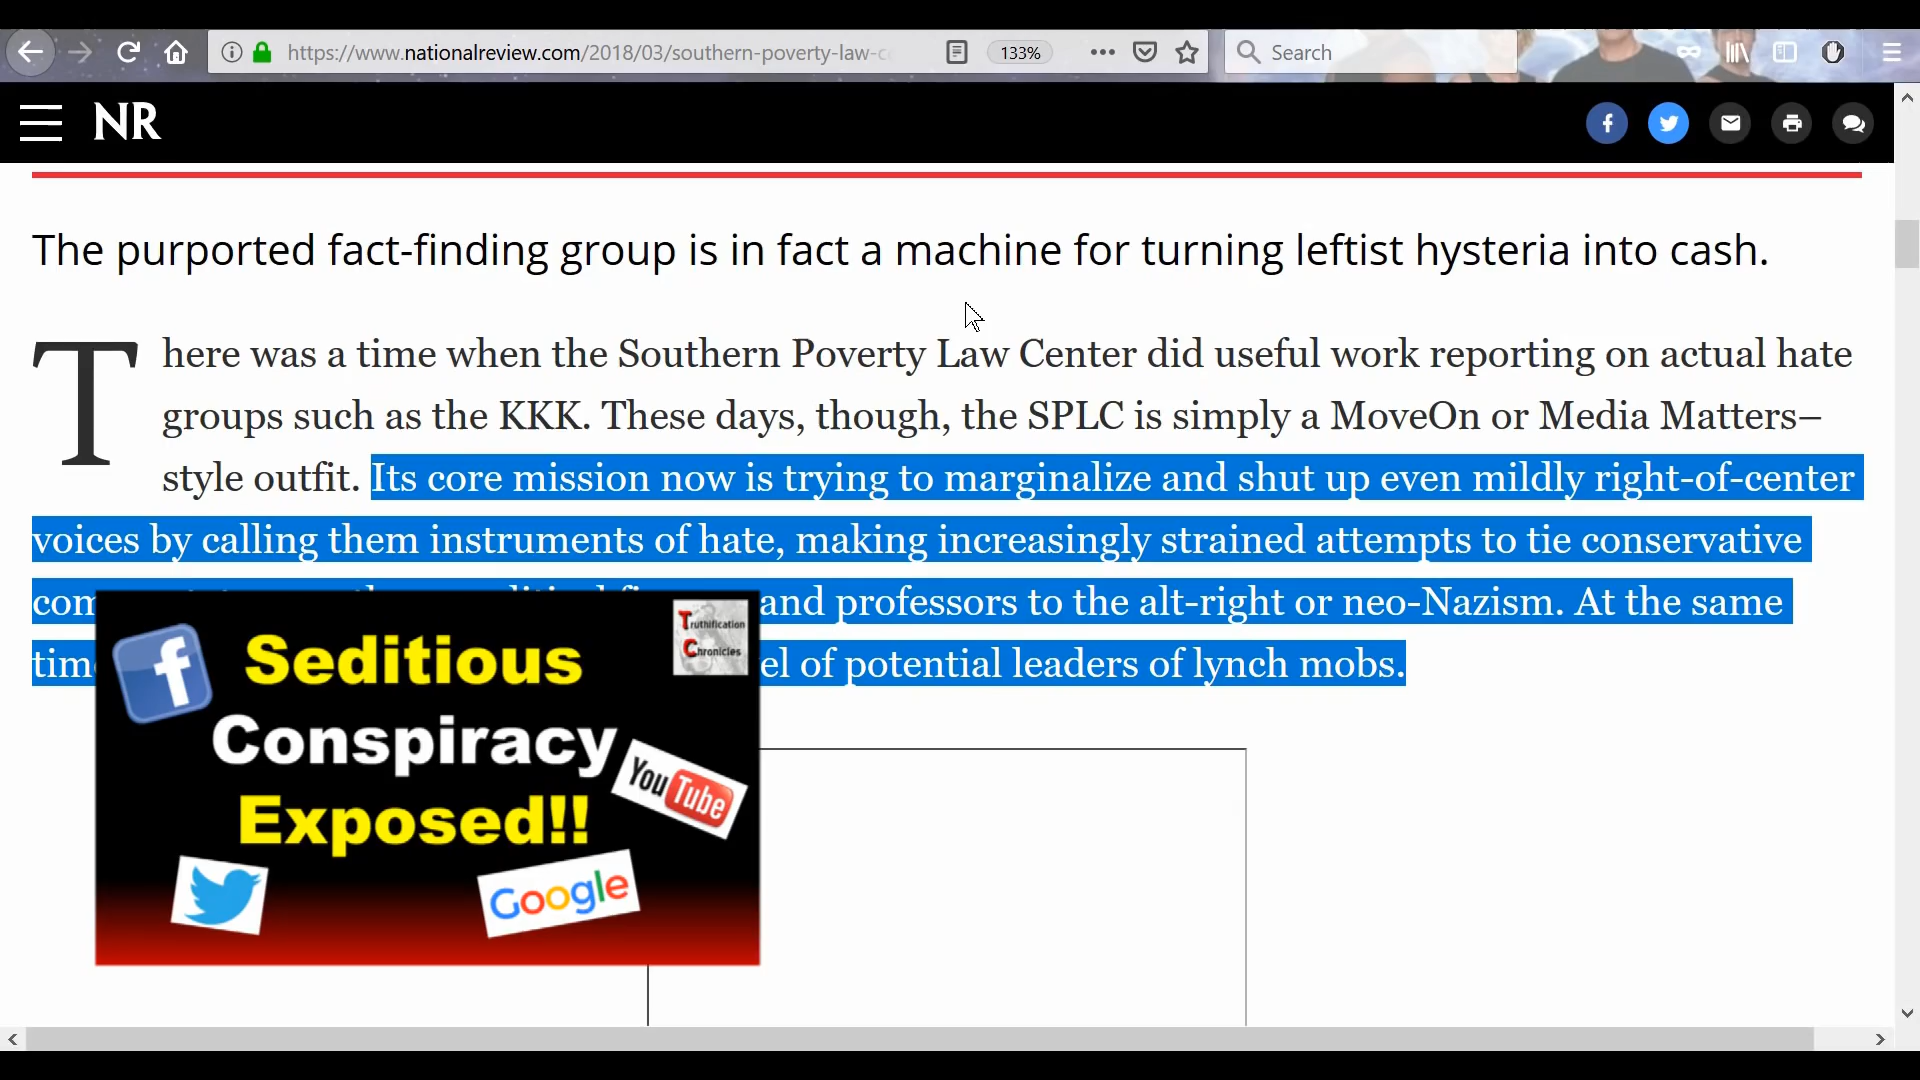 https://www.nationalreview.com/2018/03/southern-poverty-law-c
133%
Search
NR
The purported fact-finding group is in fact a machine for turning leftist hysteria into cash.
There was a time when the Southern Poverty Law Center did useful work reporting on actual hate
groups such as the KKK. These days, though, the SPLC is simply a MoveOn or Media Matters–
style outfit. Its core mission now is trying to marginalize and shut up even mildly right-of-center
voices by calling them instruments of hate, making increasingly strained attempts to tie conservative
and professors to the alt-right or neo-Nazism. At the same
of potential leaders of lynch mobs.
Truthification
Chronicles
Seditious
Conspiracy
Exposed!!
YouTube
Google